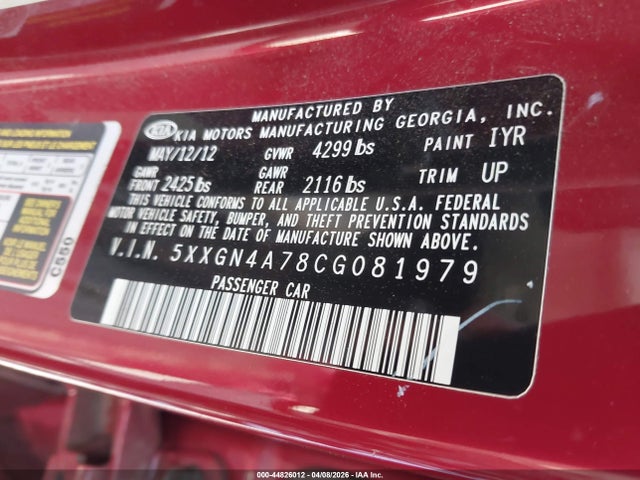 MANUFACTURED BY
KIA KIA MOTORS MANUFACTURING GEORGIA, INC.
MAY/12/12 GVWR 4299 lbs PAINT IYR
GAWR FRONT 2425 lbs GAWR REAR 2116 lbs TRIM UP
THIS VEHICLE CONFORMS TO ALL APPLICABLE U.S.A. FEDERAL
MOTOR VEHICLE SAFETY, BUMPER, AND THEFT PREVENTION STANDARDS
IN EFFECT ON THE DATE OF MANUFACTURE SHOWN ABOVE.
V.I.N. 5XXGN4A78CG081979
PASSENGER CAR
C550
000-44826012 - 04/08/2026 - IAA Inc.